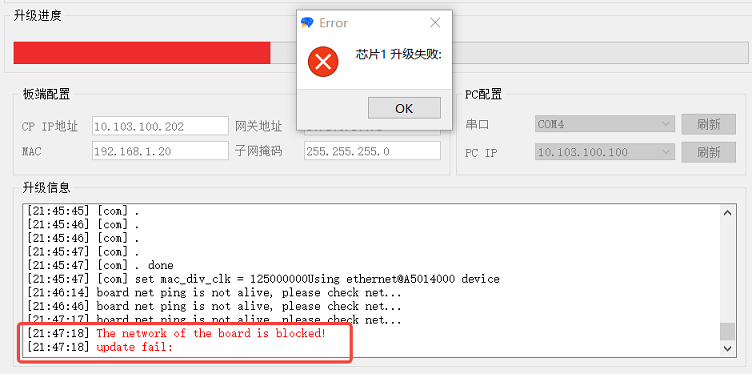 升级进度
Error
芯片1 升级失败:
OK
板端配置
CP IP地址
10.103.100.202
网关地址
MAC
192.168.1.20
子网掩码
255.255.255.0
PC配置
串口
COM4
刷新
PC IP
10.103.100.100
刷新
升级信息
[21:45:45] [com] .
[21:45:46] [com] .
[21:45:46] [com] .
[21:45:47] [com] .
[21:45:47] [com] . done
[21:45:47] [com] set mac_div_clk = 125000000Using ethernet@A5014000 device
[21:46:14] board net ping is not alive, please check net...
[21:46:46] board net ping is not alive, please check net...
[21:47:17] board net ping is not alive, please check net...
[21:47:18] The network of the board is blocked!
[21:47:18] update fail: